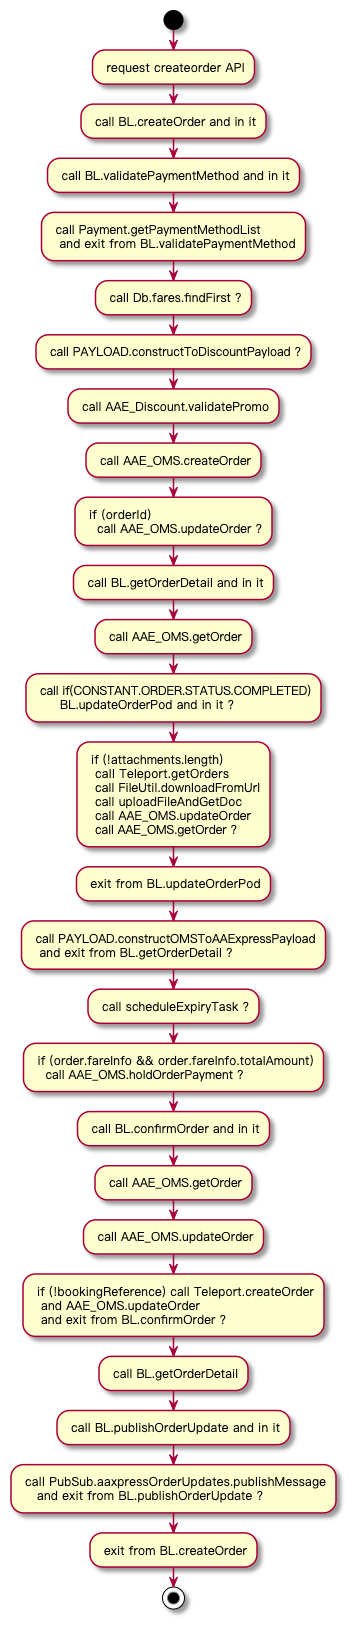 request createorder API
call BL.createOrder and in it
call BL.validatePaymentMethod and in it
call Payment.getPaymentMethodList
and exit from BL.validatePaymentMethod
call Db.fares.findFirst ?
call PAYLOAD.constructToDiscountPayload ?
call AAE_Discount.validatePromo
call AAE_OMS.createOrder
if (orderId)
call AAE_OMS.updateOrder ?
call BL.getOrderDetail and in it
call AAE_OMS.getOrder
call if(CONSTANT.ORDER.STATUS.COMPLETED)
BL.updateOrderPod and in it ?
if (!attachments.length)
call Teleport.getOrders
call FileUtil.downloadFromUrl
call uploadFileAndGetDoc
call AAE_OMS.updateOrder
call AAE_OMS.getOrder ?
exit from BL.updateOrderPod
call PAYLOAD.constructOMSToAAExpressPayload
and exit from BL.getOrderDetail ?
call scheduleExpiryTask ?
if (order.fareInfo && order.fareInfo.totalAmount)
call AAE_OMS.holdOrderPayment ?
call BL.confirmOrder and in it
call AAE_OMS.getOrder
call AAE_OMS.updateOrder
if (!bookingReference) call Teleport.createOrder
and AAE_OMS.updateOrder
and exit from BL.confirmOrder ?
call BL.getOrderDetail
call BL.publishOrderUpdate and in it
call PubSub.aaxpressOrderUpdates.publishMessage
and exit from BL.publishOrderUpdate ?
exit from BL.createOrder